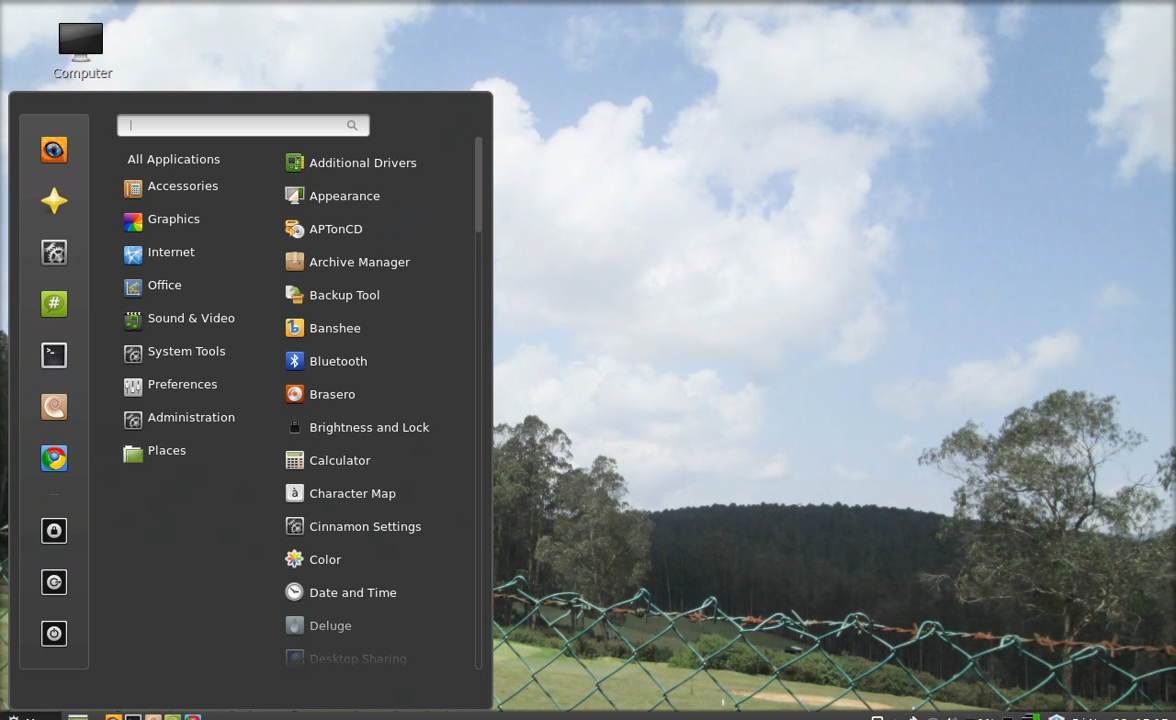 Computer
All Applications
Accessories
Graphics
Internet
Office
Sound & Video
System Tools
Preferences
Administration
Places
Additional Drivers
Appearance
APTonCD
Archive Manager
Backup Tool
Banshee
Bluetooth
Brasero
Brightness and Lock
Calculator
Character Map
Cinnamon Settings
Color
Date and Time
Deluge
Desktop Sharing